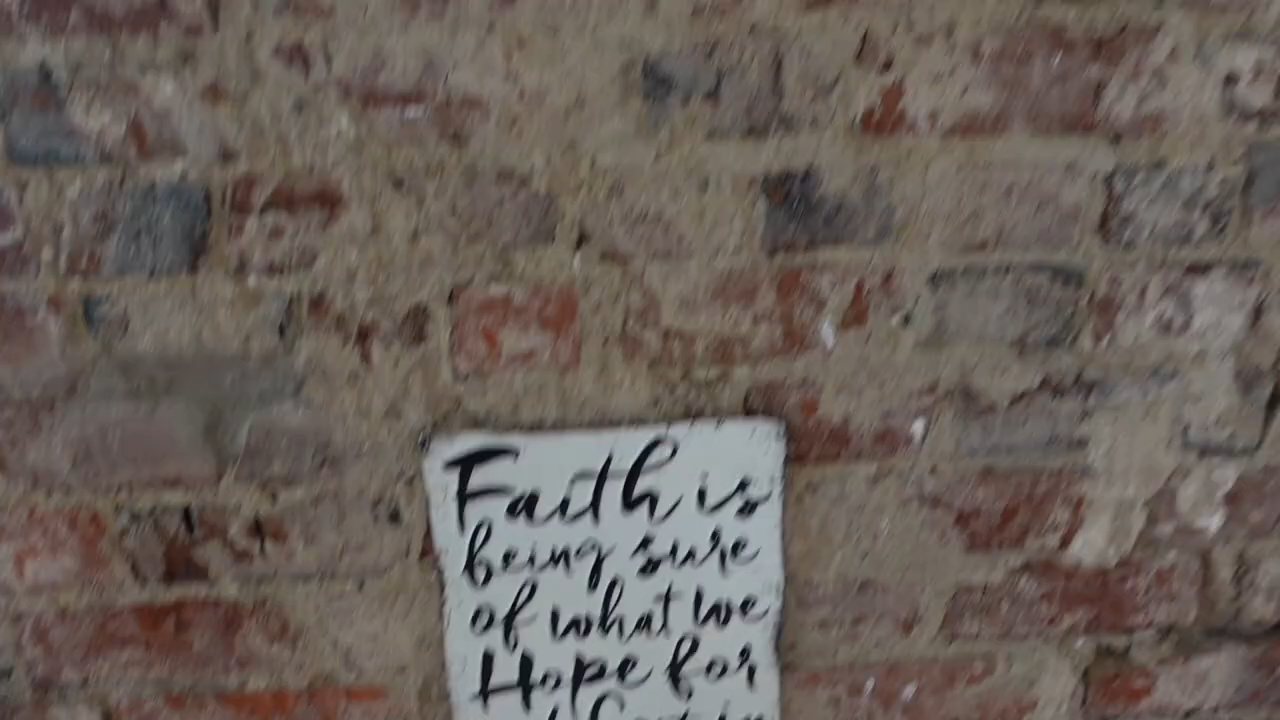 Faith is
being sure
of what we
Hope for